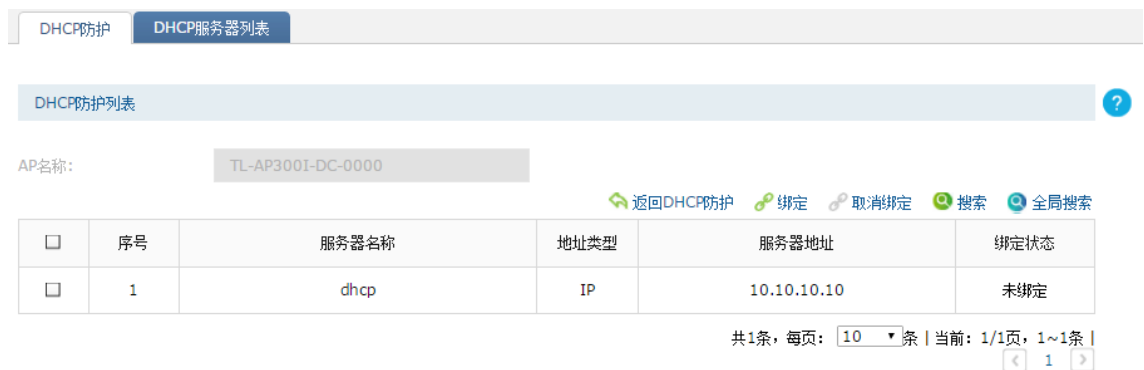 DHCP防护 DHCP服务器列表
DHCP防护列表
?
AP名称: TL-AP300I-DC-0000
返回DHCP防护 绑定 取消绑定 搜索 全局搜索
序号 服务器名称 地址类型 服务器地址 绑定状态
1 dhcp IP 10.10.10.10 未绑定
共1条，每页: 10 条 | 当前: 1/1页，1~1条 |
< 1 >